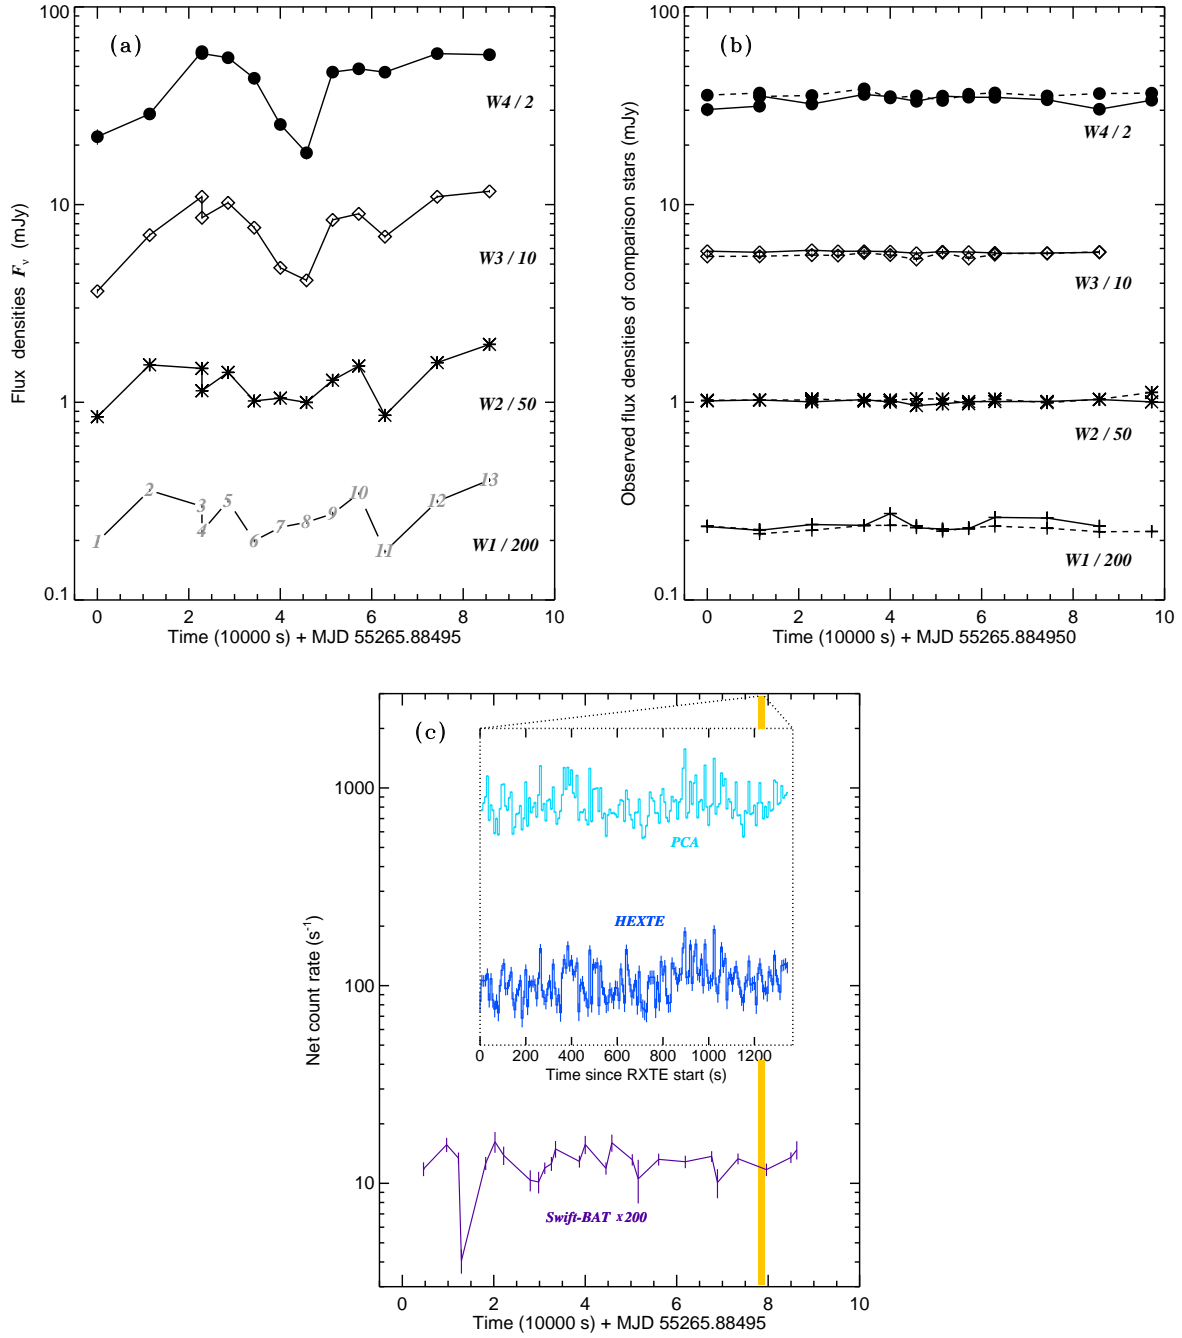 (a)
100
10
1
0.1
Flux densities Fν (mJy)
W4 / 2
W3 / 10
W2 / 50
W1 / 200
1
2
3
4
5
6
7
8
9
10
11
12
13
0 2 4 6 8 10
Time (10000 s) + MJD 55265.88495
(b)
100
10
1
0.1
Observed flux densities of comparison stars (mJy)
W4 / 2
W3 / 10
W2 / 50
W1 / 200
0 2 4 6 8 10
Time (10000 s) + MJD 55265.884950
(c)
1000
100
10
Net count rate (s⁻¹)
PCA
HEXTE
0 200 400 600 800 1000 1200
Time since RXTE start (s)
Swift-BAT x200
0 2 4 6 8 10
Time (10000 s) + MJD 55265.88495